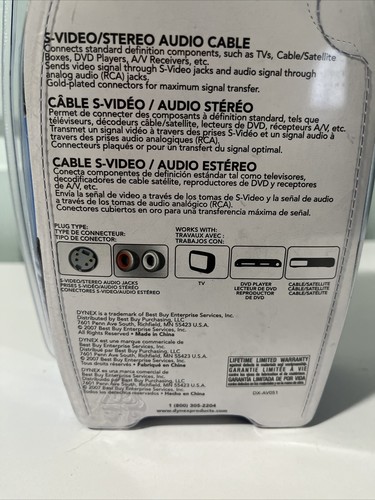 S-VIDEO/STEREO AUDIO CABLE
Connects standard definition components, such as TVs, Cable/Satellite
Boxes, DVD Players, A/V Receivers, etc.
Sends video signal through S-Video jacks and audio signal through
analog audio (RCA) jacks.
Gold-plated connectors for maximum signal transfer.
CÂBLE S-VIDÉO / AUDIO STÉRÉO
Permet de connecter des composants à définition standard, tels que
téléviseurs, décodeurs câble/satellite, lecteurs de DVD, récepteurs A/V, etc.
Transmet un signal vidéo à travers des prises S-Vidéo et un signal audio à
travers des prises audio analogiques (RCA).
Connecteurs plaqués or pour un transfert du signal optimal.
CABLE S-VIDEO / AUDIO ESTÉREO
Conecta componentes de definición estándar tal como televisores,
decodificadores de cable satélite, reproductores de DVD y receptores
de A/V, etc.
Envía la señal de video a través de los tomas de S-Video y la señal de audio
a través de los tomas de audio analógico (RCA).
Conectores cubiertos en oro para una transferencia máxima de señal.
PLUG TYPE:
TYPE DE CONNECTEUR:
TIPO DE CONECTOR:
WORKS WITH:
TRAVAUX AVEC:
TRABAJOS CON:
S-VIDEO/STEREO AUDIO JACKS
PRISES S-VIDÉO/AUDIO STÉRÉO
CONECTORES S-VIDEO/AUDIO ESTÉREO
TV
DVD PLAYER
LECTEUR DE DVD
REPRODUCTOR
DE DVD
CABLE/SATELLITE
CÂBLE/SATELLITE
CABLE/SATÉLITE
DYNEX is a trademark of Best Buy Enterprise Services, Inc.
Distributed by Best Buy Purchasing, LLC
7601 Penn Ave South, Richfield, MN 55423 U.S.A.
© 2007 Best Buy Enterprise Services, Inc.
All Rights Reserved • Made in China
DYNEX est une marque commerciale de
Best Buy Enterprise Services, Inc.
Distribué par Best Buy Purchasing, LLC
7601 Penn Ave South, Richfield, MN 55423 U.S.A.
© 2007 Best Buy Enterprise Services, Inc.
Tous droits réservés • Fabriqué en China
DYNEX es una marca comercial de
Best Buy Enterprise Services, Inc.
Distribuido por Best Buy Purchasing, LLC
7601 Penn Ave South, Richfield, MN 55423 U.S.A.
© 2007 Best Buy Enterprise Services, Inc.
Todos los derechos reservados • Hecho en China
LIFETIME LIMITED WARRANTY
GARANTIE LIMITÉE À VIE
GARANTÍA LIMITADA DE POR VIDA
DX-AV051
1 (800) 305-2204
www.dynexproducts.com